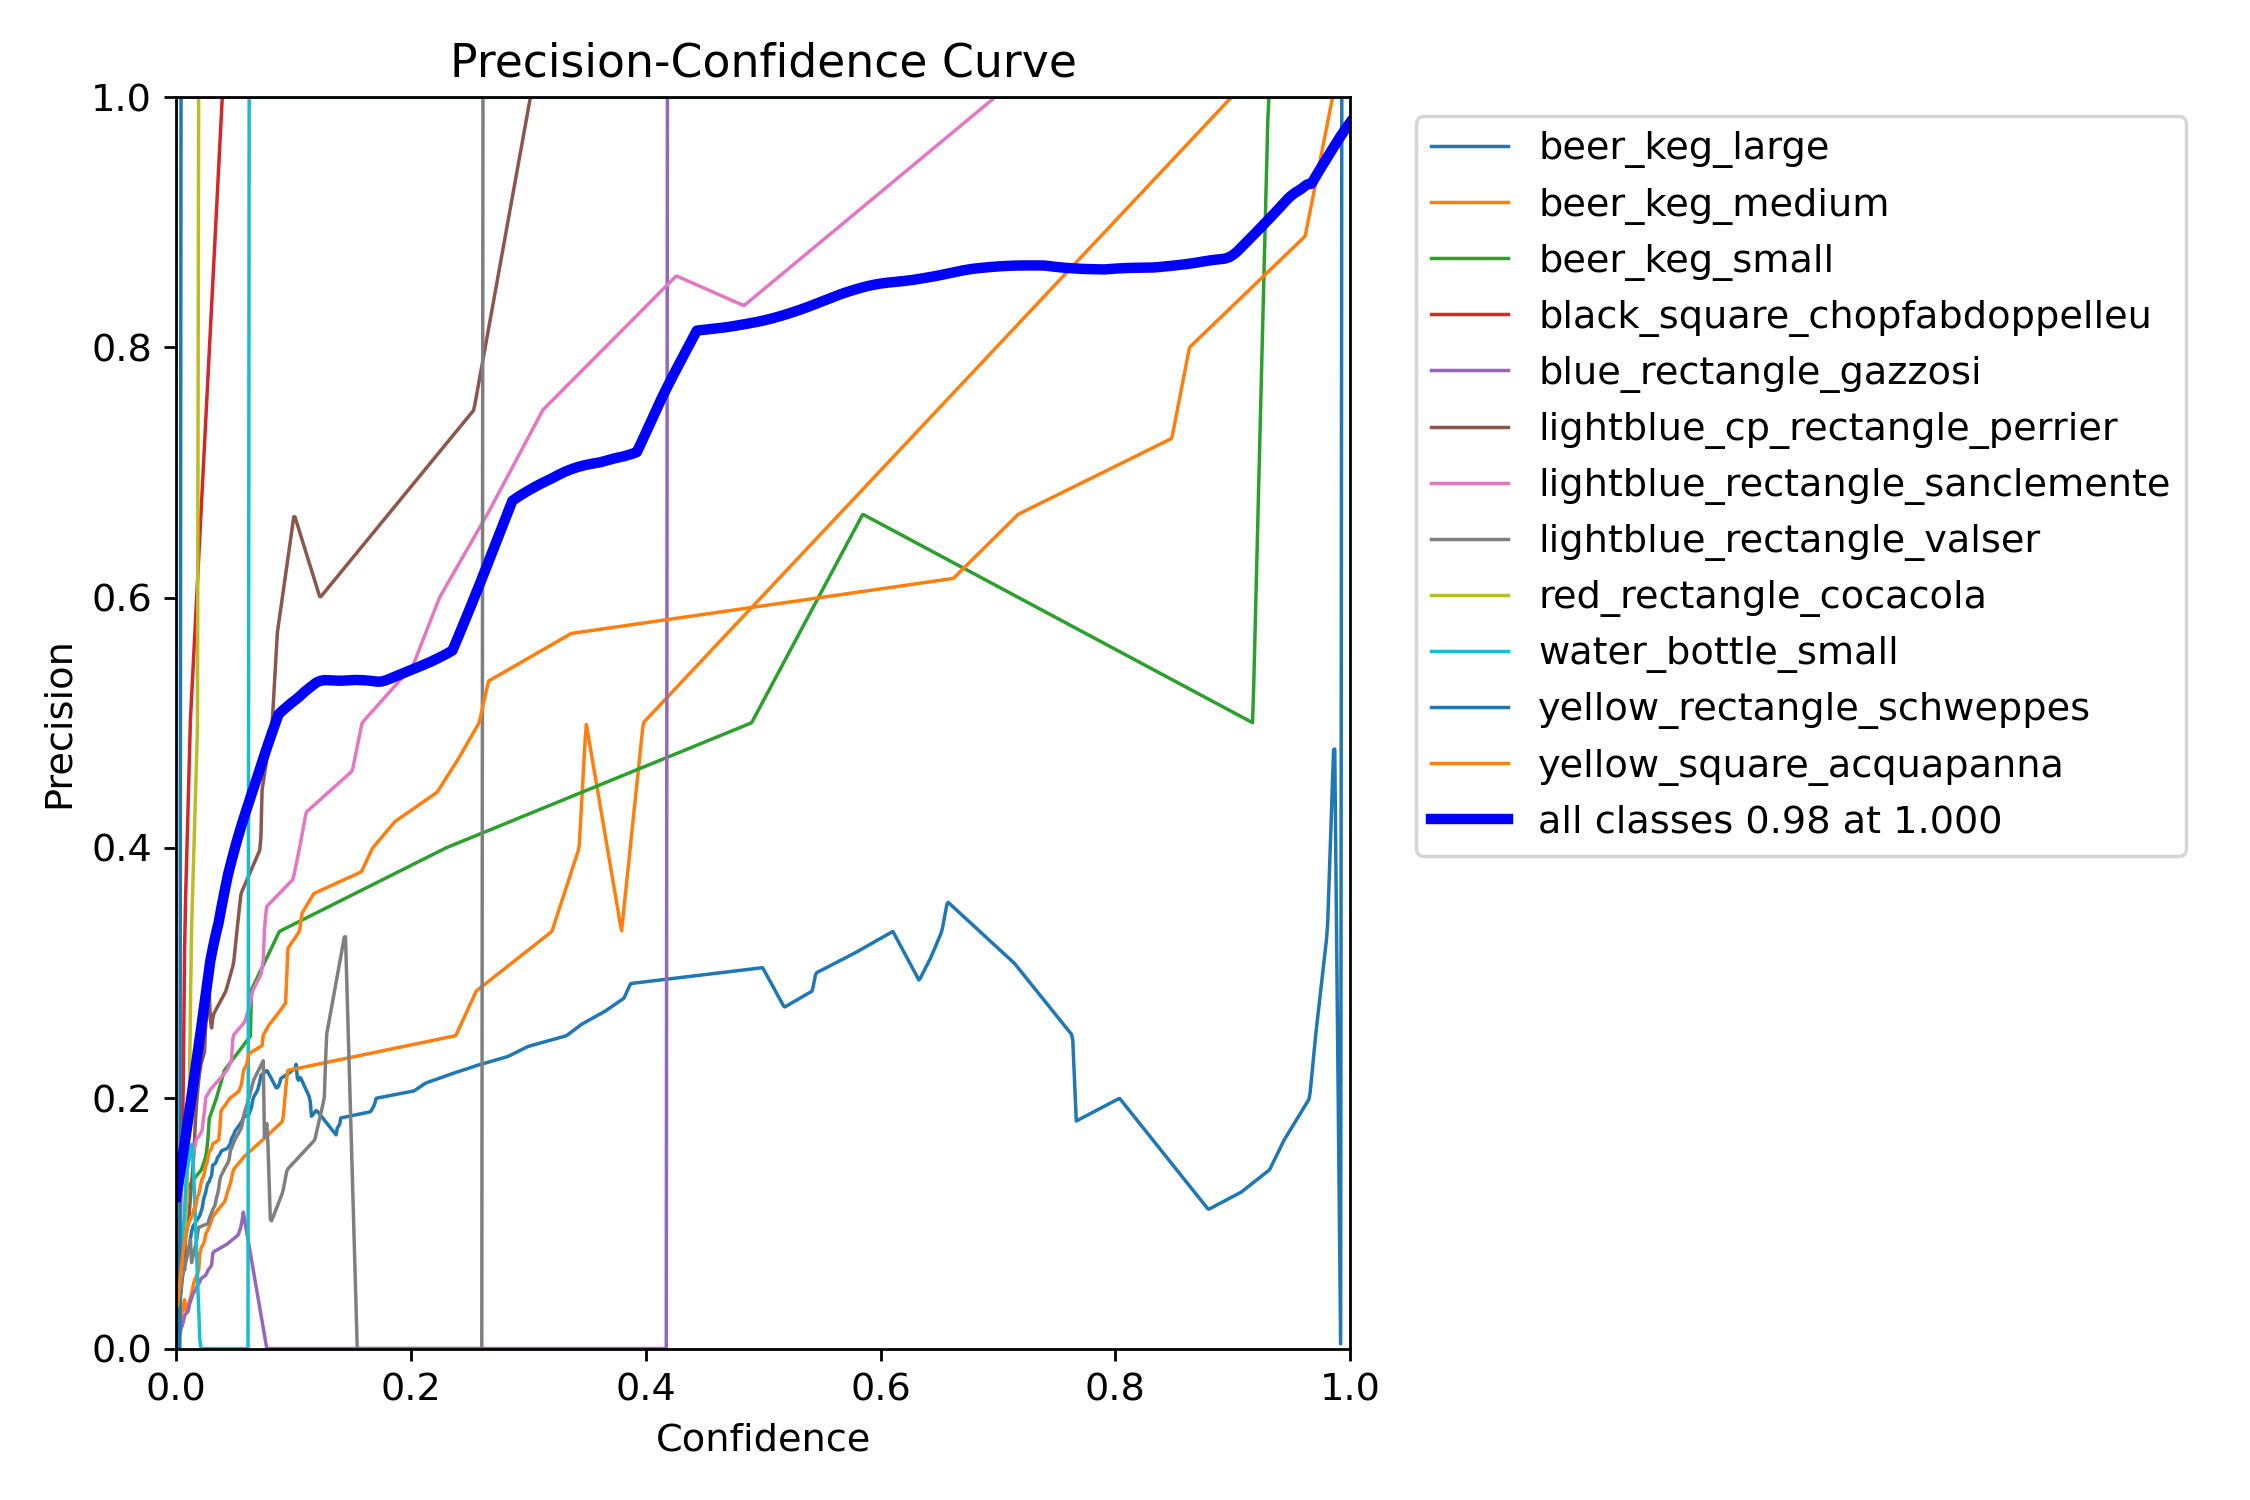 Precision-Confidence Curve
1.0
0.8
0.6
0.4
0.2
0.0
Precision
0.0 0.2 0.4 0.6 0.8 1.0
Confidence
beer_keg_large
beer_keg_medium
beer_keg_small
black_square_chopfabdoppelleu
blue_rectangle_gazzosi
lightblue_cp_rectangle_perrier
lightblue_rectangle_sanclemente
lightblue_rectangle_valser
red_rectangle_cocacola
water_bottle_small
yellow_rectangle_schweppes
yellow_square_acquapanna
all classes 0.98 at 1.000